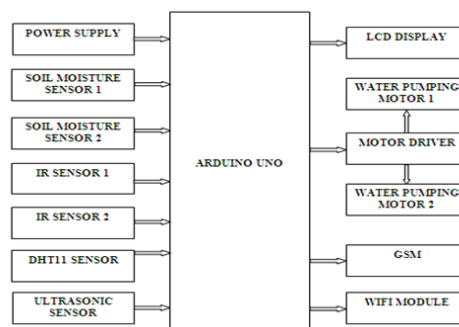 POWER SUPPLY
SOIL MOISTURE
SENSOR 1
SOIL MOISTURE
SENSOR 2
IR SENSOR 1
IR SENSOR 2
DHT11 SENSOR
ULTRASONIC
SENSOR
ARDUINO UNO
LCD DISPLAY
WATER PUMPING
MOTOR 1
MOTOR DRIVER
WATER PUMPING
MOTOR 2
GSM
WIFI MODULE